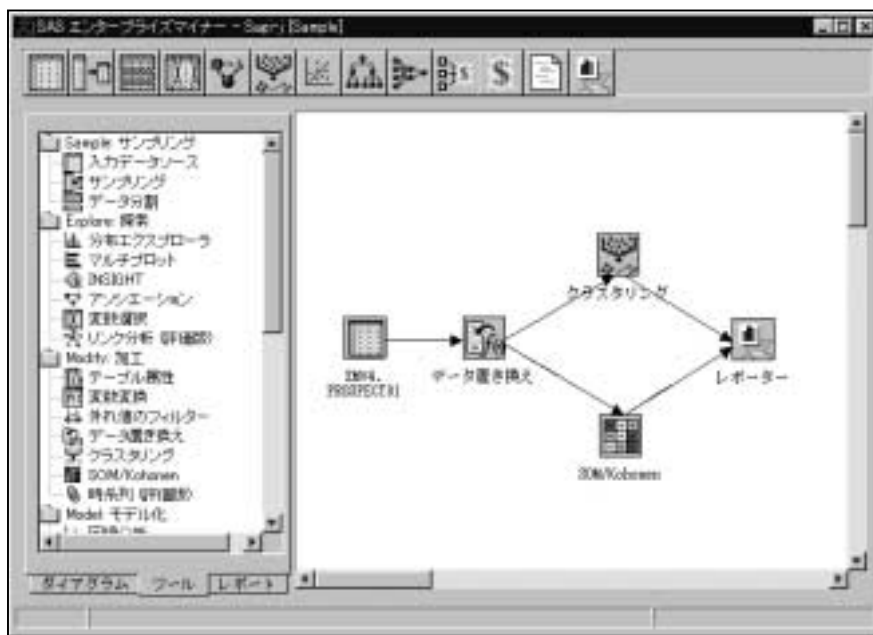 SAS エンタープライズマイナー - [Sample]
Sample サンプリング
入力データソース
サンプリング
データ分割
Explore 探索
分布エクスプローラ
マルチプロット
INSIGHT
アソシエーション
変数選択
リンク分析
Modify 加工
テーブル属性
変数変換
外れ値のフィルター
データ置き換え
クラスタリング
SOM/Kohonen
時系列
Model モデル化
ダイアグラム ツール レポート
クラスタリング
データ置き換え
レポーター
SOM/Kohonen